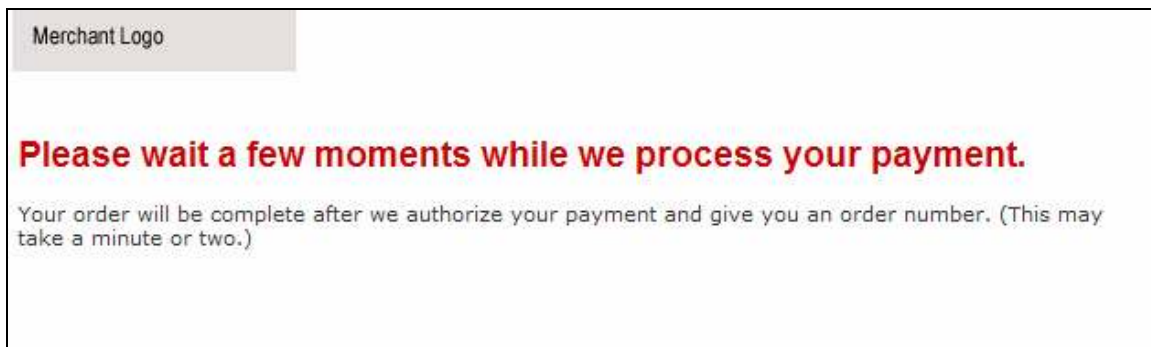 Merchant Logo
Please wait a few moments while we process your payment.
Your order will be complete after we authorize your payment and give you an order number. (This may
take a minute or two.)